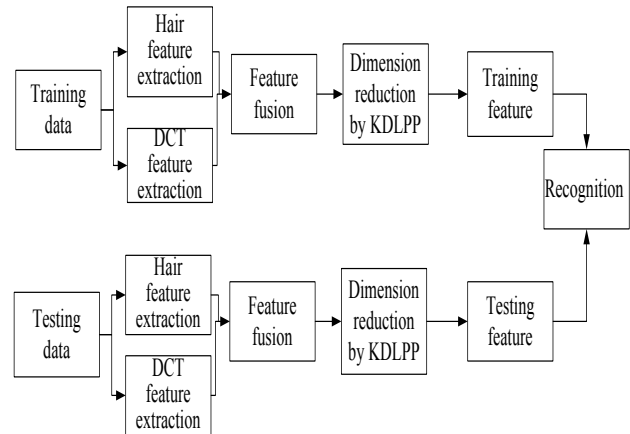 Training
data
Hair
feature
extraction
DCT
feature
extraction
Feature
fusion
Dimension
reduction
by KDLPP
Training
feature
Recognition
Testing
data
Hair
feature
extraction
DCT
feature
extraction
Feature
fusion
Dimension
reduction
by KDLPP
Testing
feature